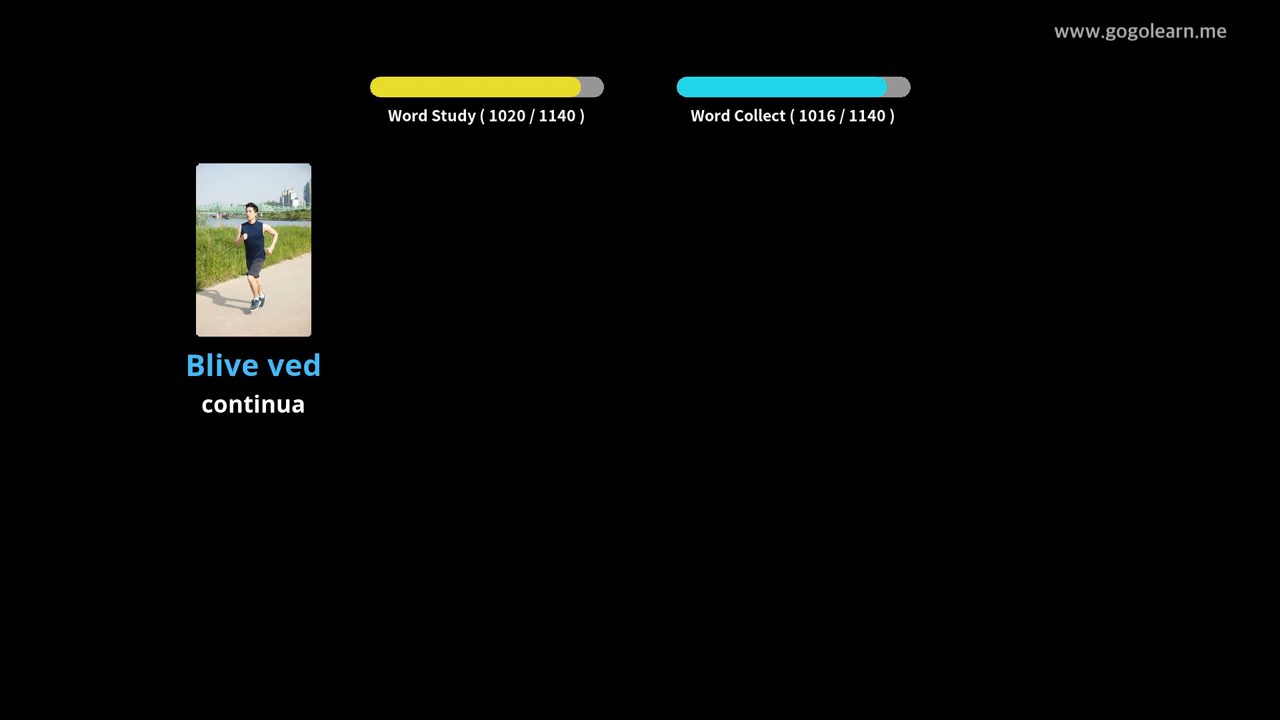 www.gogolearn.me
Word Study ( 1020 / 1140 )
Word Collect ( 1016 / 1140 )
Blive ved
continua